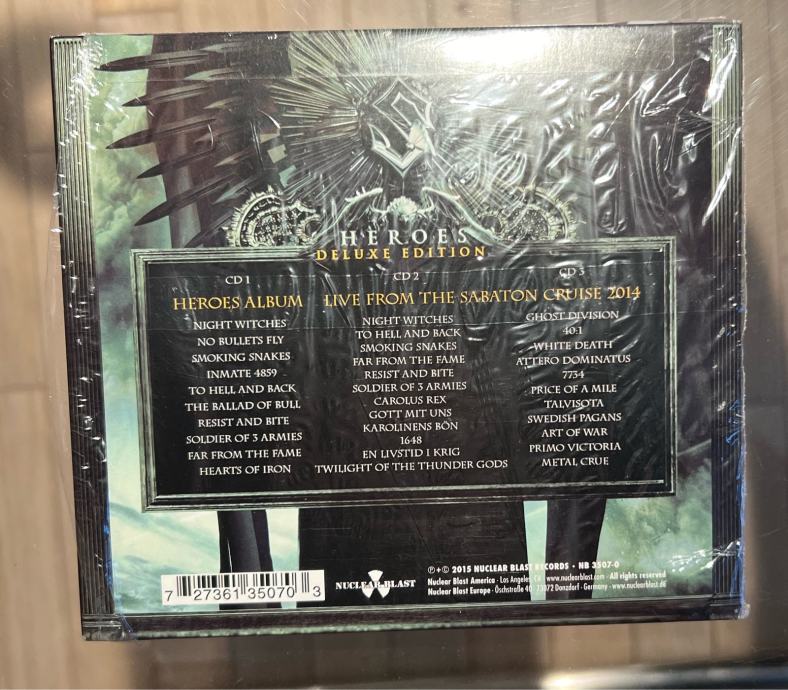 HEROES
DELUXE EDITION
CD 1
HEROES ALBUM
NIGHT WITCHES
NO BULLETS FLY
SMOKING SNAKES
INMATE 4859
TO HELL AND BACK
THE BALLAD OF BULL
RESIST AND BITE
SOLDIER OF 3 ARMIES
FAR FROM THE FAME
HEARTS OF IRON
CD 2
CD 3
LIVE FROM THE SABATON CRUISE 2014
NIGHT WITCHES
TO HELL AND BACK
SMOKING SNAKES
FAR FROM THE FAME
RESIST AND BITE
SOLDIER OF 3 ARMIES
CAROLUS REX
GOTT MIT UNS
KAROLINENS BÖN
1648
EN LIVSTID I KRIG
TWILIGHT OF THE THUNDER GODS
GHOST DIVISION
40:1
WHITE DEATH
ATTERO DOMINATUS
7734
PRICE OF A MILE
TALVISOTA
SWEDISH PAGANS
ART OF WAR
PRIMO VICTORIA
METAL CRUE
7 27361 35070 3
NUCLEAR BLAST
℗+© 2015 NUCLEAR BLAST RECORDS • NB 3507-0
Nuclear Blast America · Los Angeles, CA · www.nuclearblast.com · All rights reserved
Nuclear Blast Europe · Öschstraße 40 · 73072 Donzdorf · Germany · www.nuclearblast.de